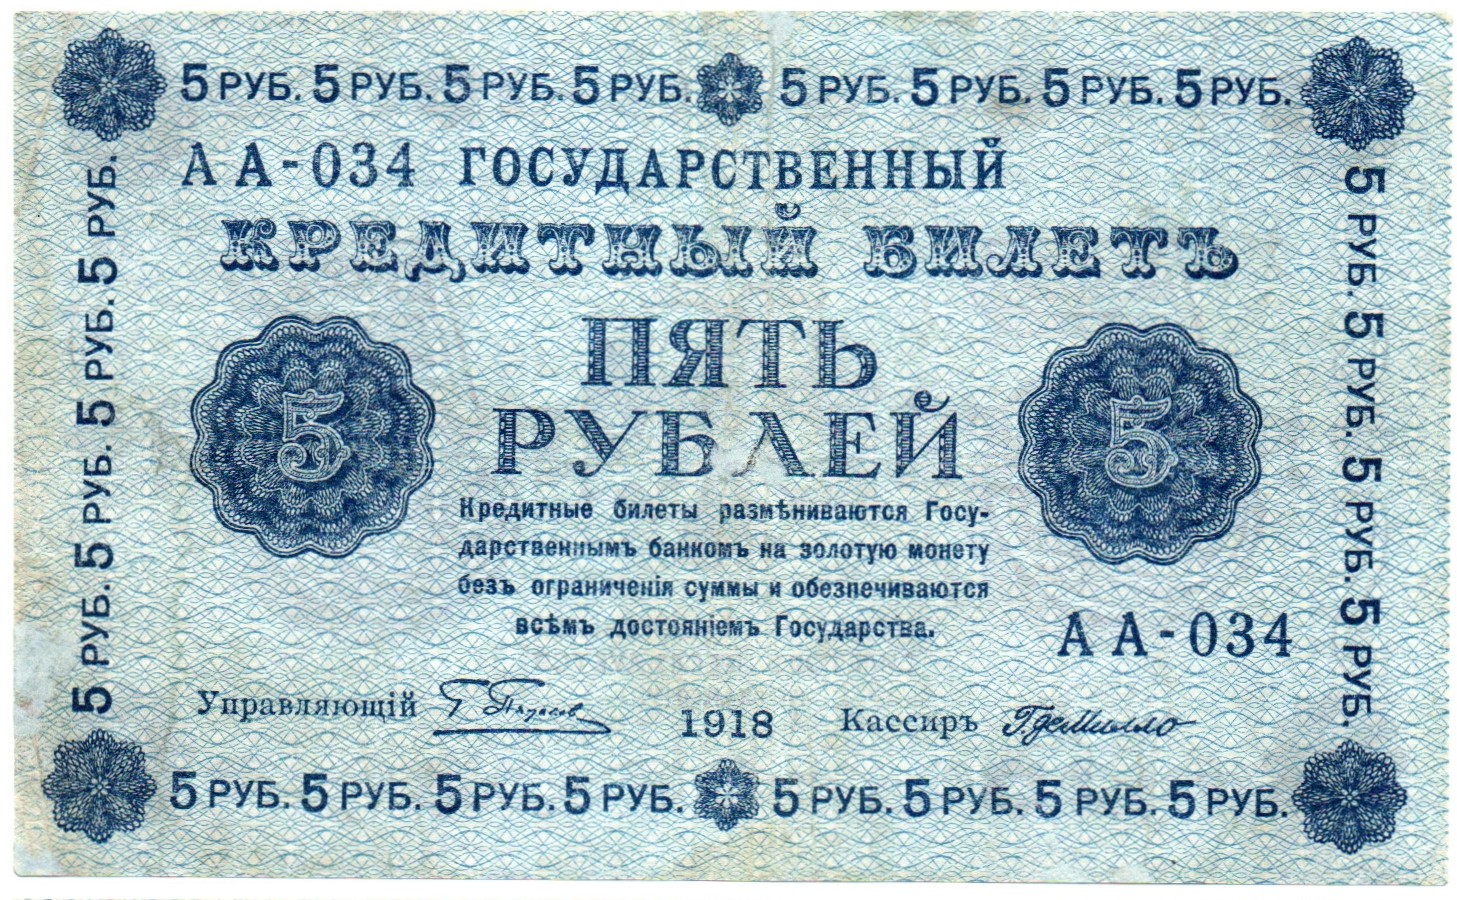 5 РУБ. 5 РУБ. 5 РУБ. 5 РУБ. 5 РУБ. 5 РУБ. 5 РУБ. 5 РУБ.
АА-034 ГОСУДАРСТВЕННЫЙ
КРЕДИТНЫЙ БИЛЕТЪ
ПЯТЬ
РУБЛЕЙ
5
5
Кредитные билеты размѣниваются Госу-
дарственнымъ банкомъ на золотую монету
безъ ограниченія суммы и обезпечиваются
всѣмъ достояніемъ Государства.
АА-034
Управляющій Г. Пятаков 1918 Кассиръ Г. де Милло
5 РУБ. 5 РУБ. 5 РУБ. 5 РУБ.
5 РУБ. 5 РУБ. 5 РУБ. 5 РУБ.
5 РУБ. 5 РУБ. 5 РУБ. 5 РУБ. 5 РУБ. 5 РУБ. 5 РУБ. 5 РУБ.